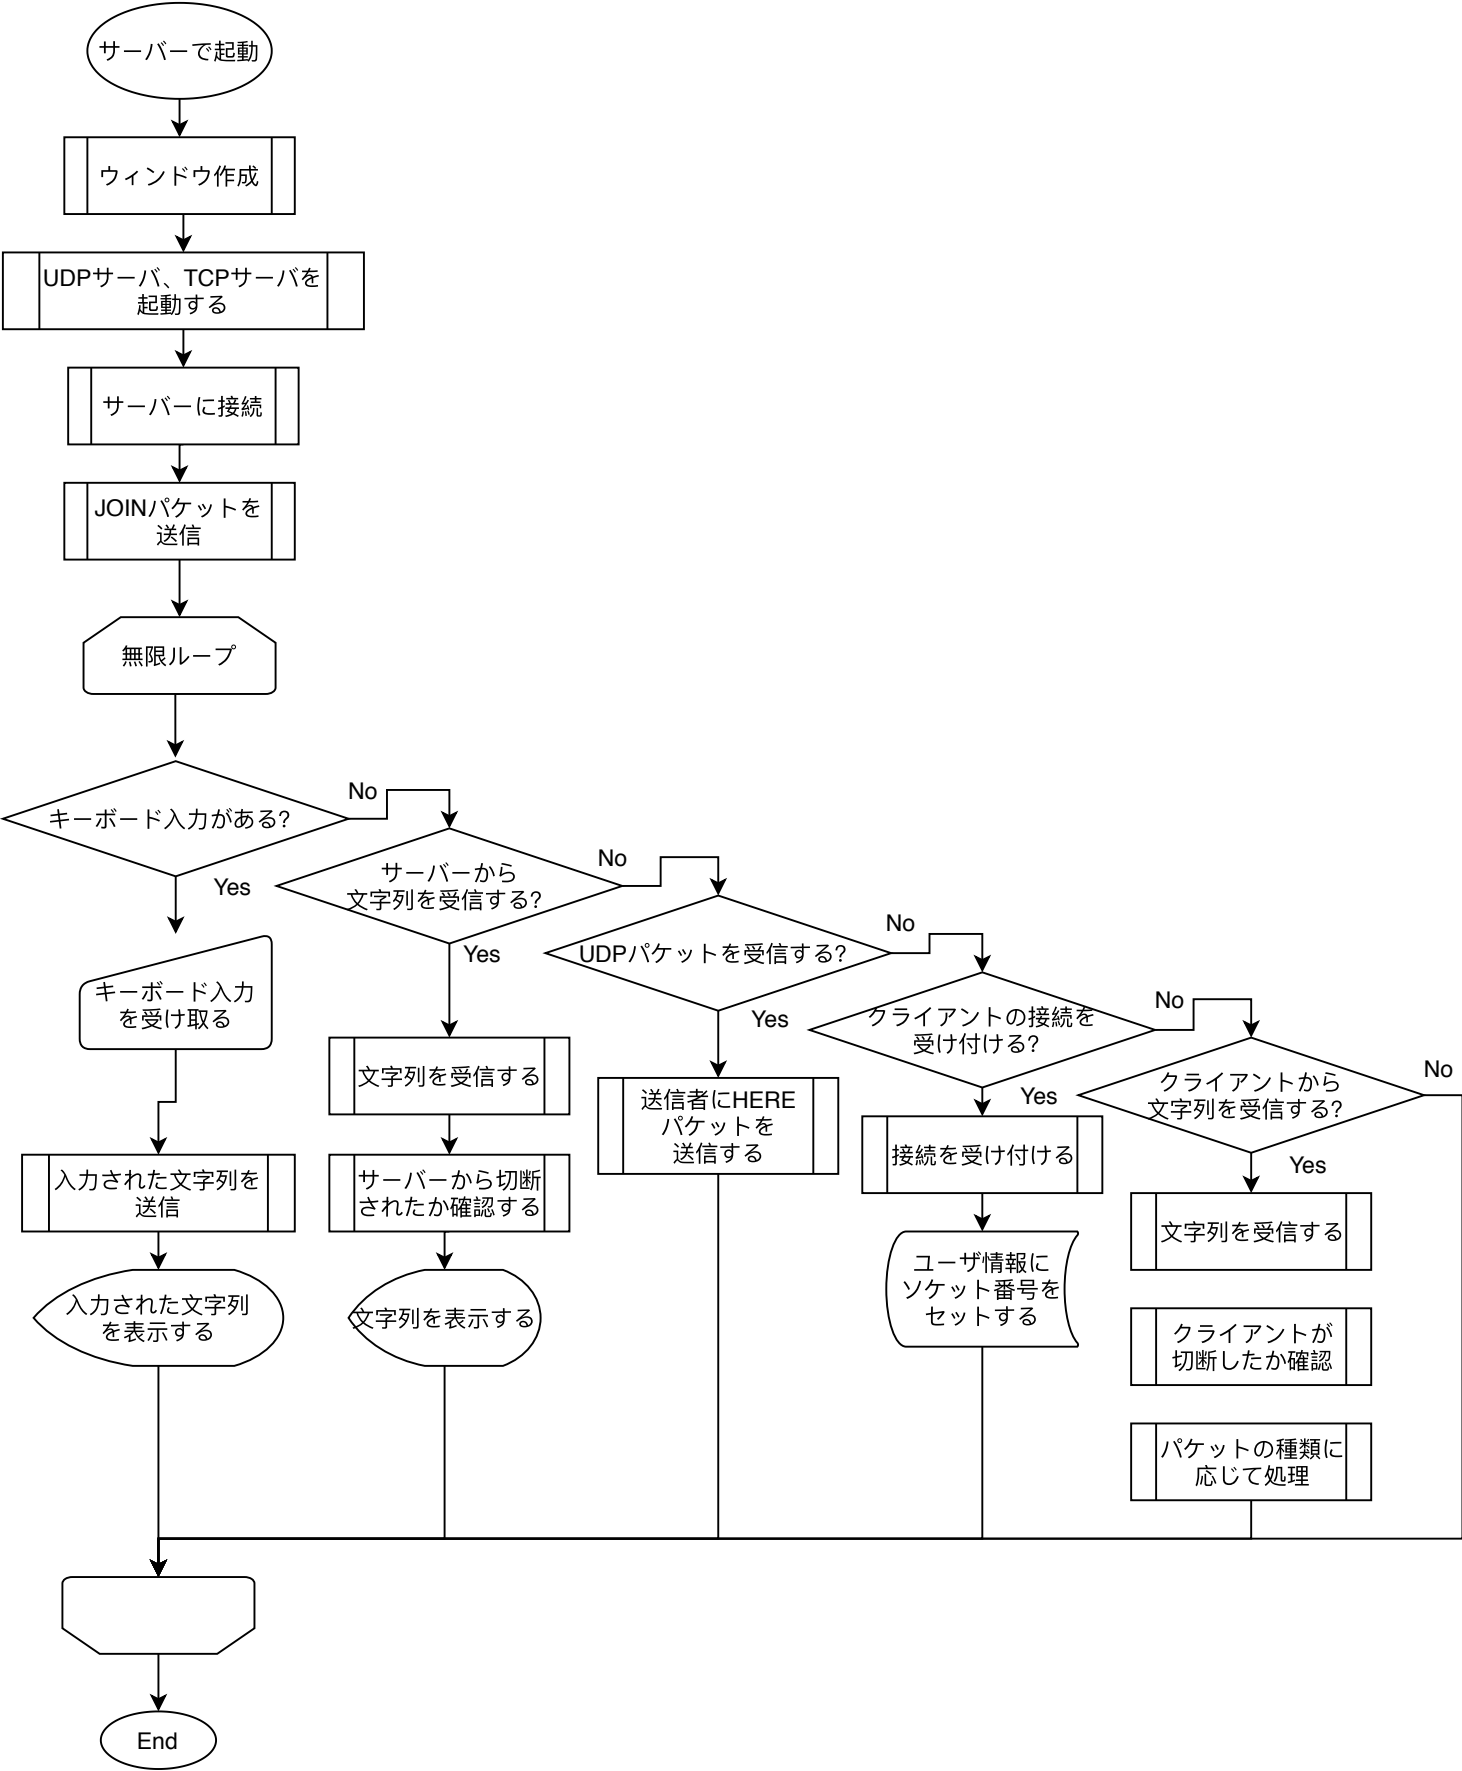 サーバーで起動
ウィンドウ作成
UDPサーバ、TCPサーバを
起動する
サーバーに接続
JOINパケットを
送信
無限ループ
キーボード入力がある?
No
Yes
サーバーから
文字列を受信する?
No
Yes
UDPパケットを受信する?
No
Yes
クライアントの接続を
受け付ける?
No
Yes
クライアントから
文字列を受信する?
No
Yes
キーボード入力
を受け取る
入力された文字列を
送信
入力された文字列
を表示する
文字列を受信する
サーバーから切断
されたか確認する
文字列を表示する
送信者にHERE
パケットを
送信する
接続を受け付ける
ユーザ情報に
ソケット番号を
セットする
文字列を受信する
クライアントが
切断したか確認
パケットの種類に
応じて処理
End